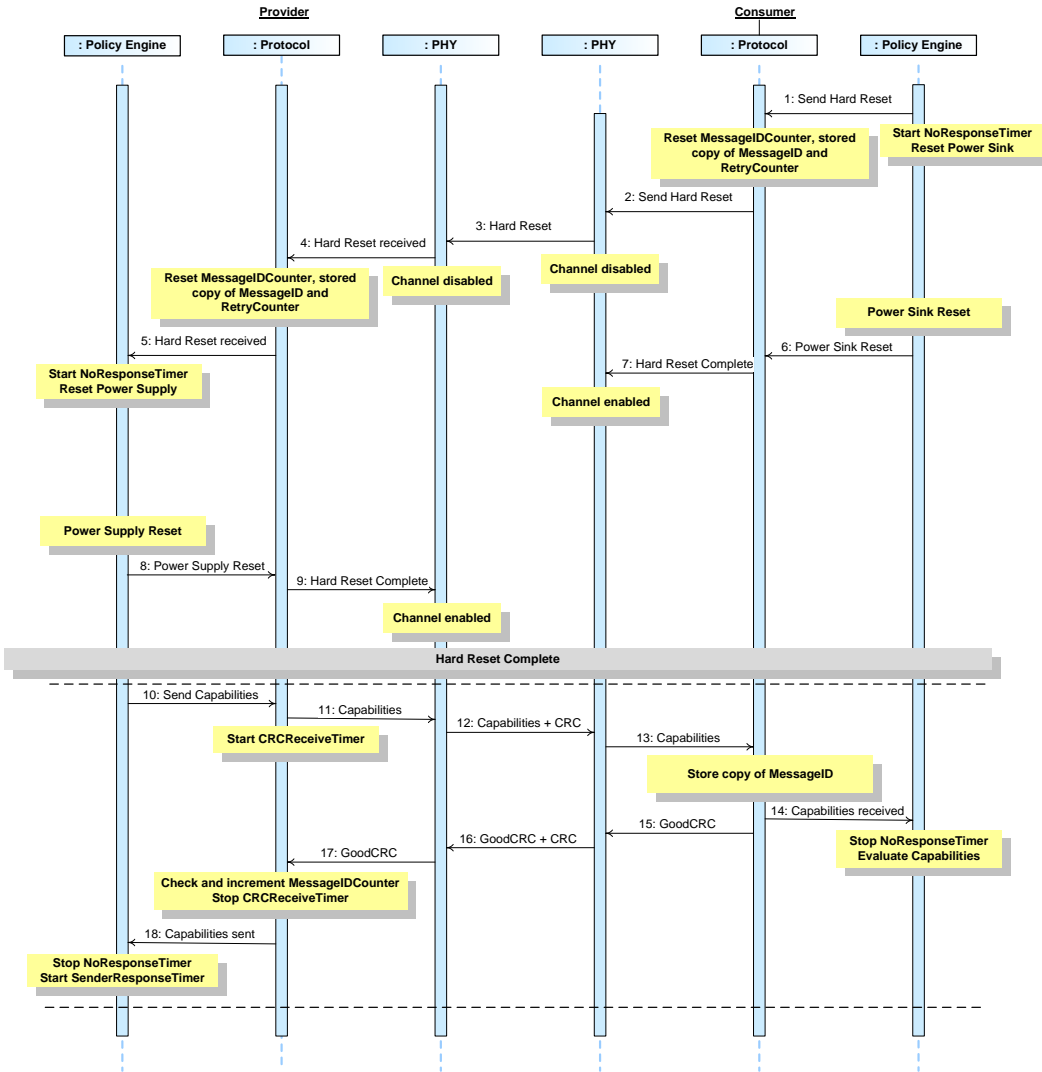 Provider
Consumer
: Policy Engine
: Protocol
: PHY
: PHY
: Protocol
: Policy Engine
1: Send Hard Reset
Start NoResponseTimer
Reset Power Sink
Reset MessageIDCounter, stored
copy of MessageID and
RetryCounter
2: Send Hard Reset
3: Hard Reset
4: Hard Reset received
Channel disabled
Channel disabled
Reset MessageIDCounter, stored
copy of MessageID and
RetryCounter
Power Sink Reset
5: Hard Reset received
6: Power Sink Reset
7: Hard Reset Complete
Start NoResponseTimer
Reset Power Supply
Channel enabled
Power Supply Reset
8: Power Supply Reset
9: Hard Reset Complete
Channel enabled
Hard Reset Complete
10: Send Capabilities
11: Capabilities
12: Capabilities + CRC
Start CRCReceiveTimer
13: Capabilities
Store copy of MessageID
14: Capabilities received
15: GoodCRC
16: GoodCRC + CRC
17: GoodCRC
Stop NoResponseTimer
Evaluate Capabilities
Check and increment MessageIDCounter
Stop CRCReceiveTimer
18: Capabilities sent
Stop NoResponseTimer
Start SenderResponseTimer